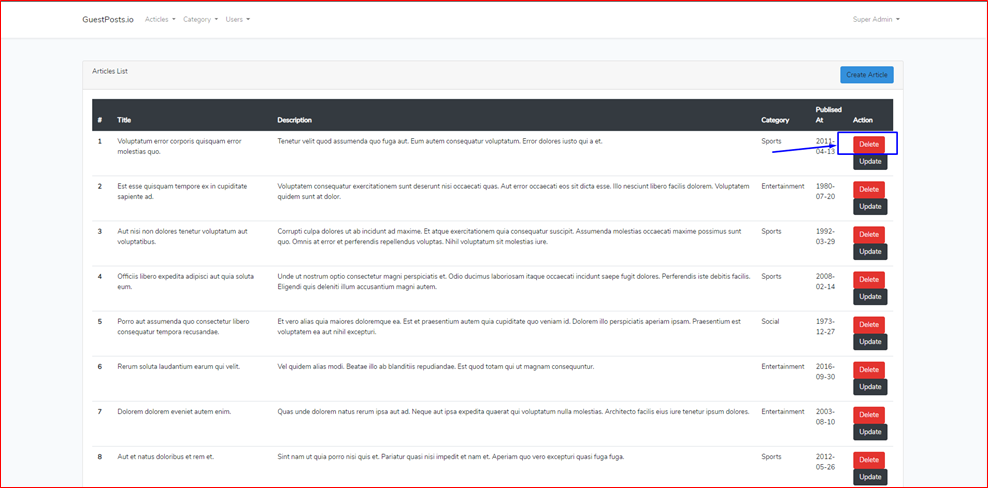 GuestPosts.io Acticles Category Users Super Admin
Articles List Create Article
# Title Description Category Publised At Action
1 Voluptatum error corporis quisquam error Tenetur velit quod assumenda quo fuga aut. Eum autem consequatur voluptatum. Error dolores iusto qui a et. Sports 2011- Delete
molestias quo. 04-13 Update
2 Est esse quisquam tempore ex in cupiditate Voluptatem consequatur exercitationem sunt deserunt nisi occaecati quas. Aut error occaecati eos sit dicta esse. Illo nesciunt libero facilis dolorem. Voluptatem Entertainment 1980- Delete
sapiente ad. quidem sunt at dolor. 07-20 Update
3 Aut nisi non dolores tenetur voluptatum aut Corrupti culpa dolores ut ab incidunt ad maxime. Et atque exercitationem quia consequatur suscipit. Assumenda molestias occaecati maxime possimus sunt Sports 1992- Delete
voluptatibus. quo. Omnis at error et perferendis repellendus voluptas. Nihil voluptatum sit molestias iure. 03-29 Update
4 Officiis libero expedita adipisci aut quia soluta Unde ut nostrum optio consectetur magni perspiciatis et. Odio ducimus laboriosam itaque occaecati incidunt saepe fugit dolores. Perferendis iste debitis facilis. Sports 2008- Delete
eum. Eligendi quis deleniti illum accusantium magni autem. 02-14 Update
5 Porro aut assumenda quo consectetur libero Et vero alias quia maiores doloremque ea. Est et praesentium autem quia cupiditate quo veniam id. Dolorem illo perspiciatis aperiam ipsam. Praesentium est Social 1973- Delete
consequatur tempora recusandae. voluptatem ea aut nihil excepturi. 12-27 Update
6 Rerum soluta laudantium earum qui velit. Vel quidem alias modi. Beatae illo ab blanditiis repudiandae. Est quod totam qui ut magnam consequuntur. Entertainment 2016- Delete
09-30 Update
7 Dolorem dolorem eveniet autem enim. Quas unde dolorem natus rerum ipsa aut ad. Neque aut ipsa expedita quaerat qui voluptatum nulla molestias. Architecto facilis eius iure tenetur ipsum dolores. Entertainment 2003- Delete
08-10 Update
8 Aut et natus doloribus et rem et. Sint nam ut quia porro nisi quis et. Pariatur quasi nisi impedit et nam et. Aperiam quo vero excepturi quasi fuga fuga. Sports 2012- Delete
05-26 Update